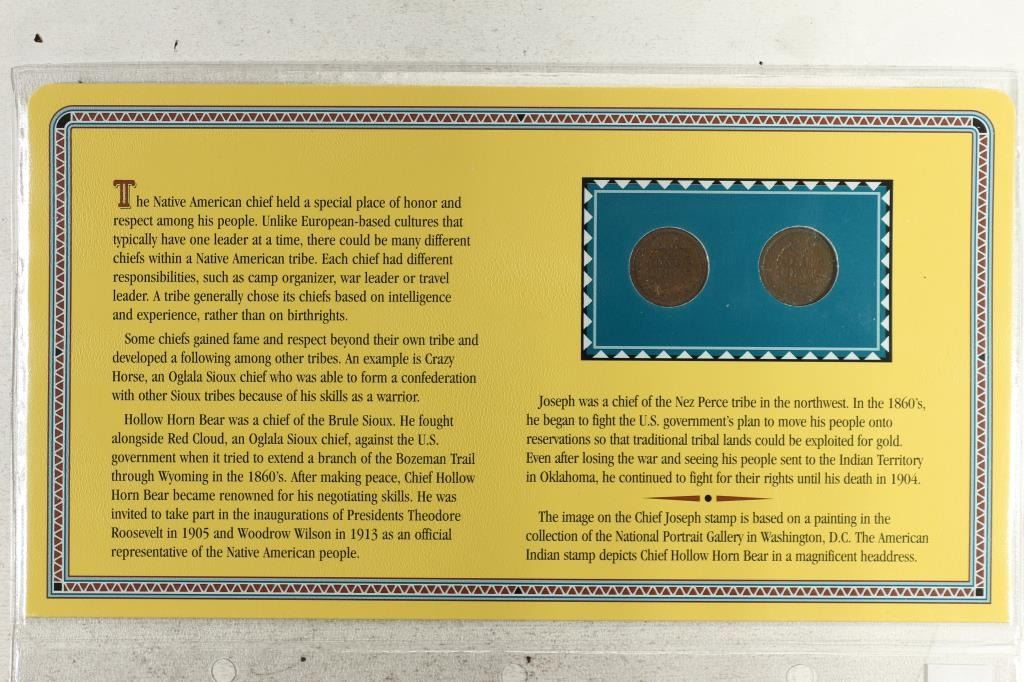 The Native American chief held a special place of honor and
respect among his people. Unlike European-based cultures that
typically have one leader at a time, there could be many different
chiefs within a Native American tribe. Each chief had different
responsibilities, such as camp organizer, war leader or travel
leader. A tribe generally chose its chiefs based on intelligence
and experience, rather than on birthrights.
Some chiefs gained fame and respect beyond their own tribe and
developed a following among other tribes. An example is Crazy
Horse, an Oglala Sioux chief who was able to form a confederation
with other Sioux tribes because of his skills as a warrior.
Hollow Horn Bear was a chief of the Brule Sioux. He fought
alongside Red Cloud, an Oglala Sioux chief, against the U.S.
government when it tried to extend a branch of the Bozeman Trail
through Wyoming in the 1860's. After making peace, Chief Hollow
Horn Bear became renowned for his negotiating skills. He was
invited to take part in the inaugurations of Presidents Theodore
Roosevelt in 1905 and Woodrow Wilson in 1913 as an official
representative of the Native American people.
Joseph was a chief of the Nez Perce tribe in the northwest. In the 1860's,
he began to fight the U.S. government's plan to move his people onto
reservations so that traditional tribal lands could be exploited for gold.
Even after losing the war and seeing his people sent to the Indian Territory
in Oklahoma, he continued to fight for their rights until his death in 1904.
The image on the Chief Joseph stamp is based on a painting in the
collection of the National Portrait Gallery in Washington, D.C. The American
Indian stamp depicts Chief Hollow Horn Bear in a magnificent headdress.